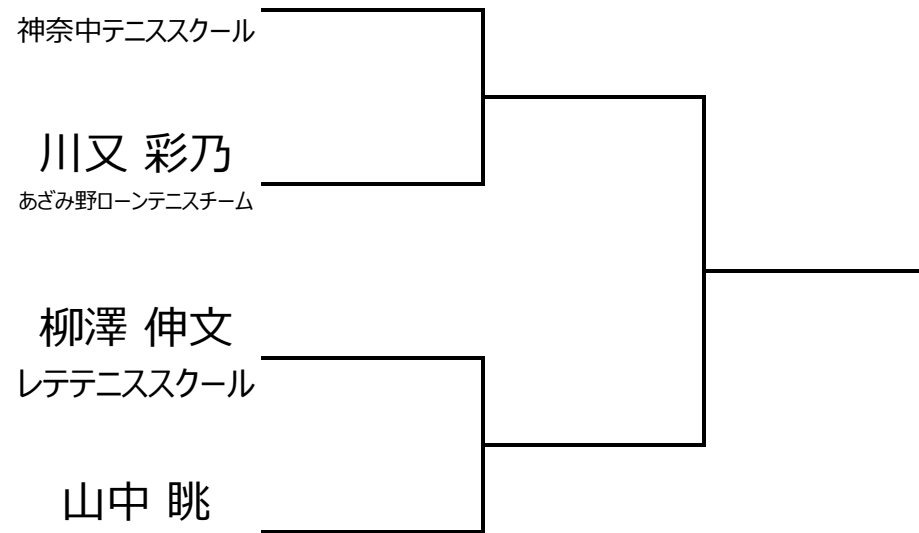 神奈中テニススクール
川又 彩乃
あざみ野ローンテニスチーム
柳澤 伸文
レテテニススクール
山中 眺